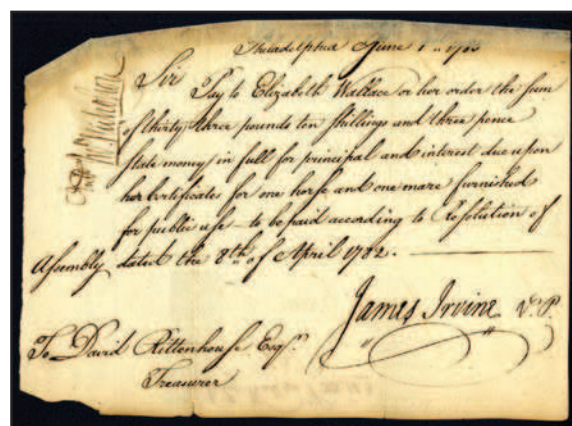 Philadelphia June 1
Sir
Pay to Elizabeth Wallace or her order the sum
of thirty three pounds ten shillings and three pence
State money in full for principal and interest due upon
her certificates for one horse and one mare furnished
for public use to be paid according to Resolution of
Assembly dated the 8th of April 1782.
James Irvine V.P.
To David Rittenhouse Esqr.
Treasurer
Nicholson